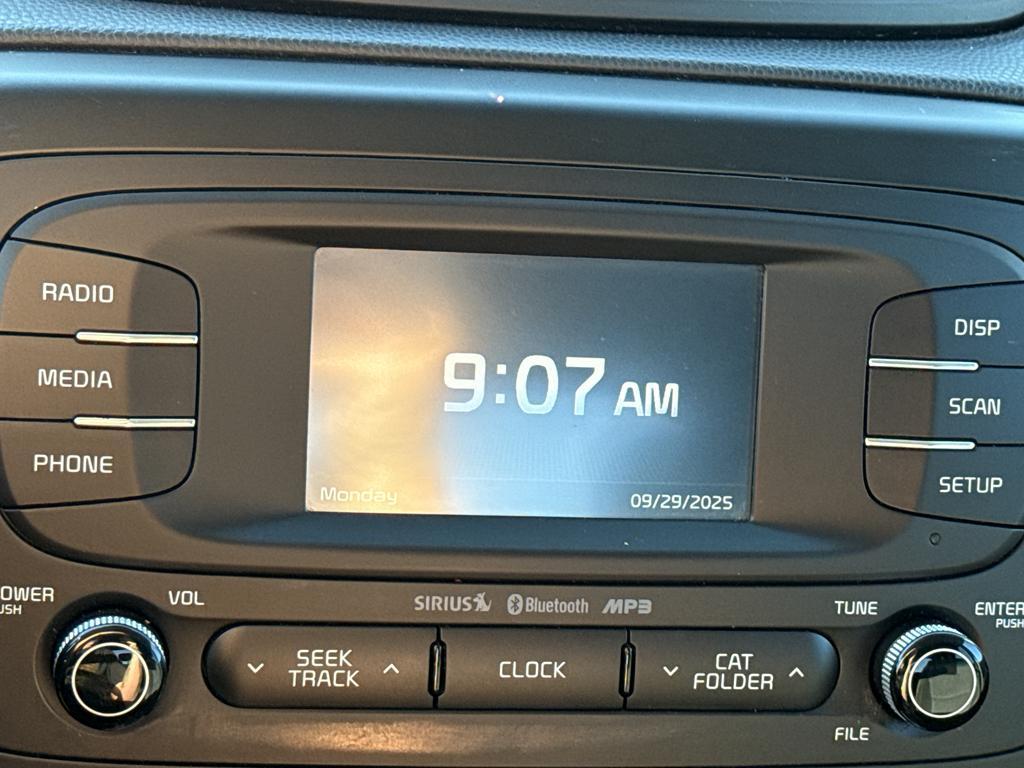 RADIO
MEDIA
PHONE
9:07 AM
Monday
09/29/2025
DISP
SCAN
SETUP
OWER
USH
VOL
SIRIUS
Bluetooth
MP3
TUNE
ENTER
PUSH
SEEK
TRACK
CLOCK
CAT
FOLDER
FILE